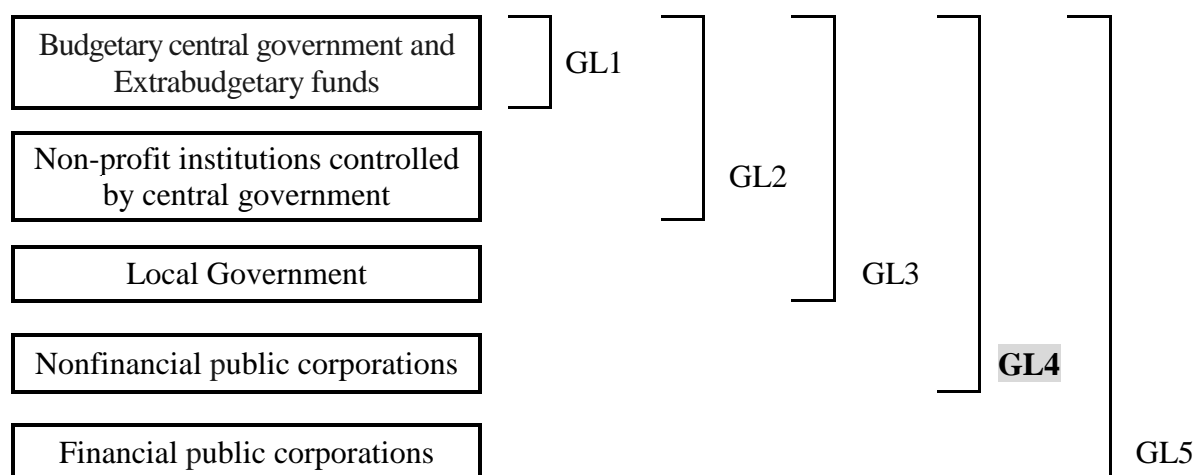 Budgetary central government and
Extrabudgetary funds
GL1
Non-profit institutions controlled
by central government
GL2
Local Government
GL3
Nonfinancial public corporations
GL4
Financial public corporations
GL5